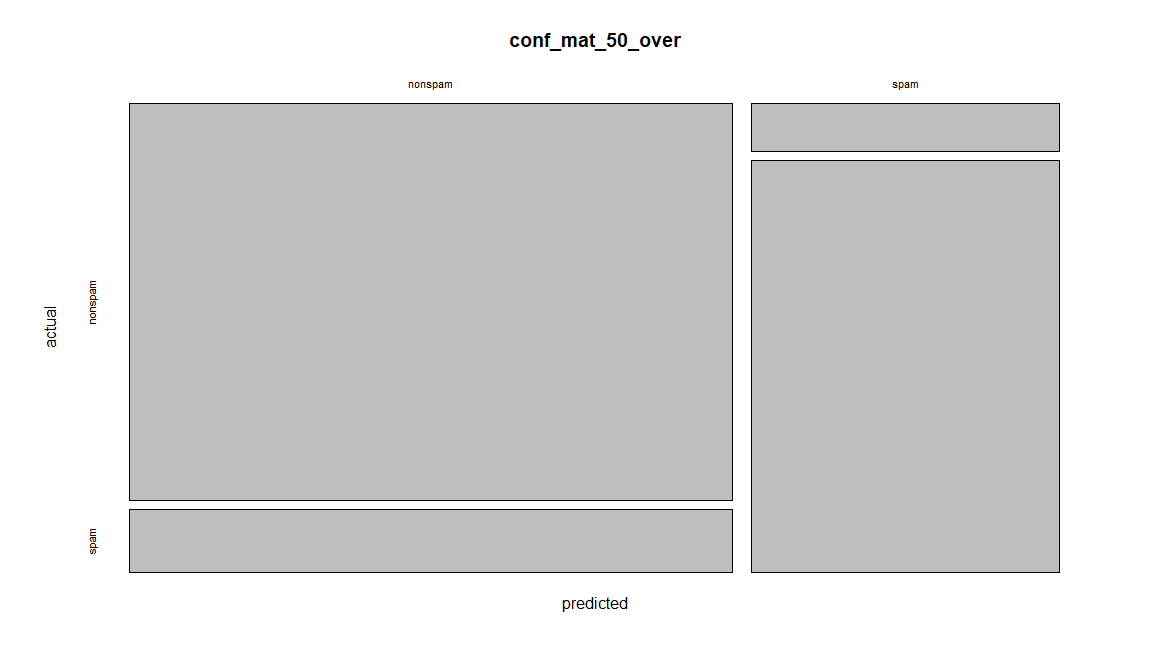 conf_mat_50_over
nonspam spam
nonspam
actual
spam
predicted